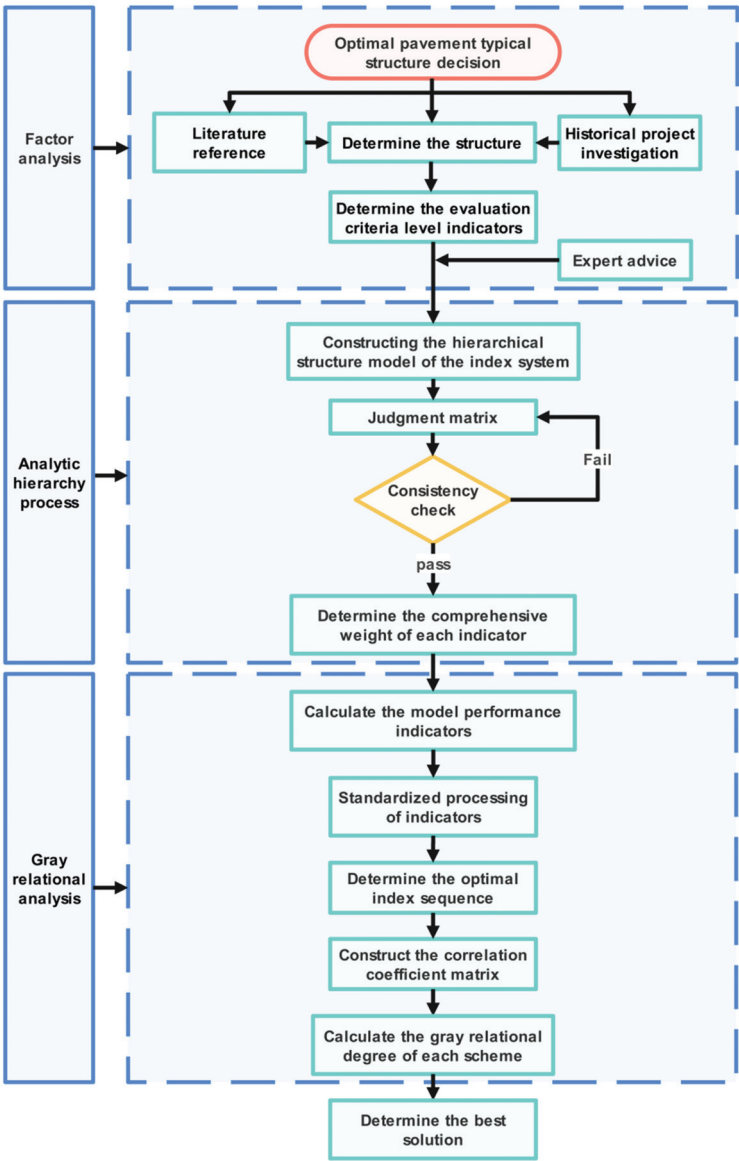 Optimal pavement typical
structure decision
Factor
analysis
Literature
reference
Determine the structure
Historical project
investigation
Determine the evaluation
criteria level indicators
Expert advice
Constructing the hierarchical
structure model of the index system
Judgment matrix
Fail
Analytic
hierarchy
process
Consistency
check
pass
Determine the comprehensive
weight of each indicator
Calculate the model performance
indicators
Standardized processing
of indicators
Gray
relational
analysis
Determine the optimal
index sequence
Construct the correlation
coefficient matrix
Calculate the gray relational
degree of each scheme
Determine the best
solution